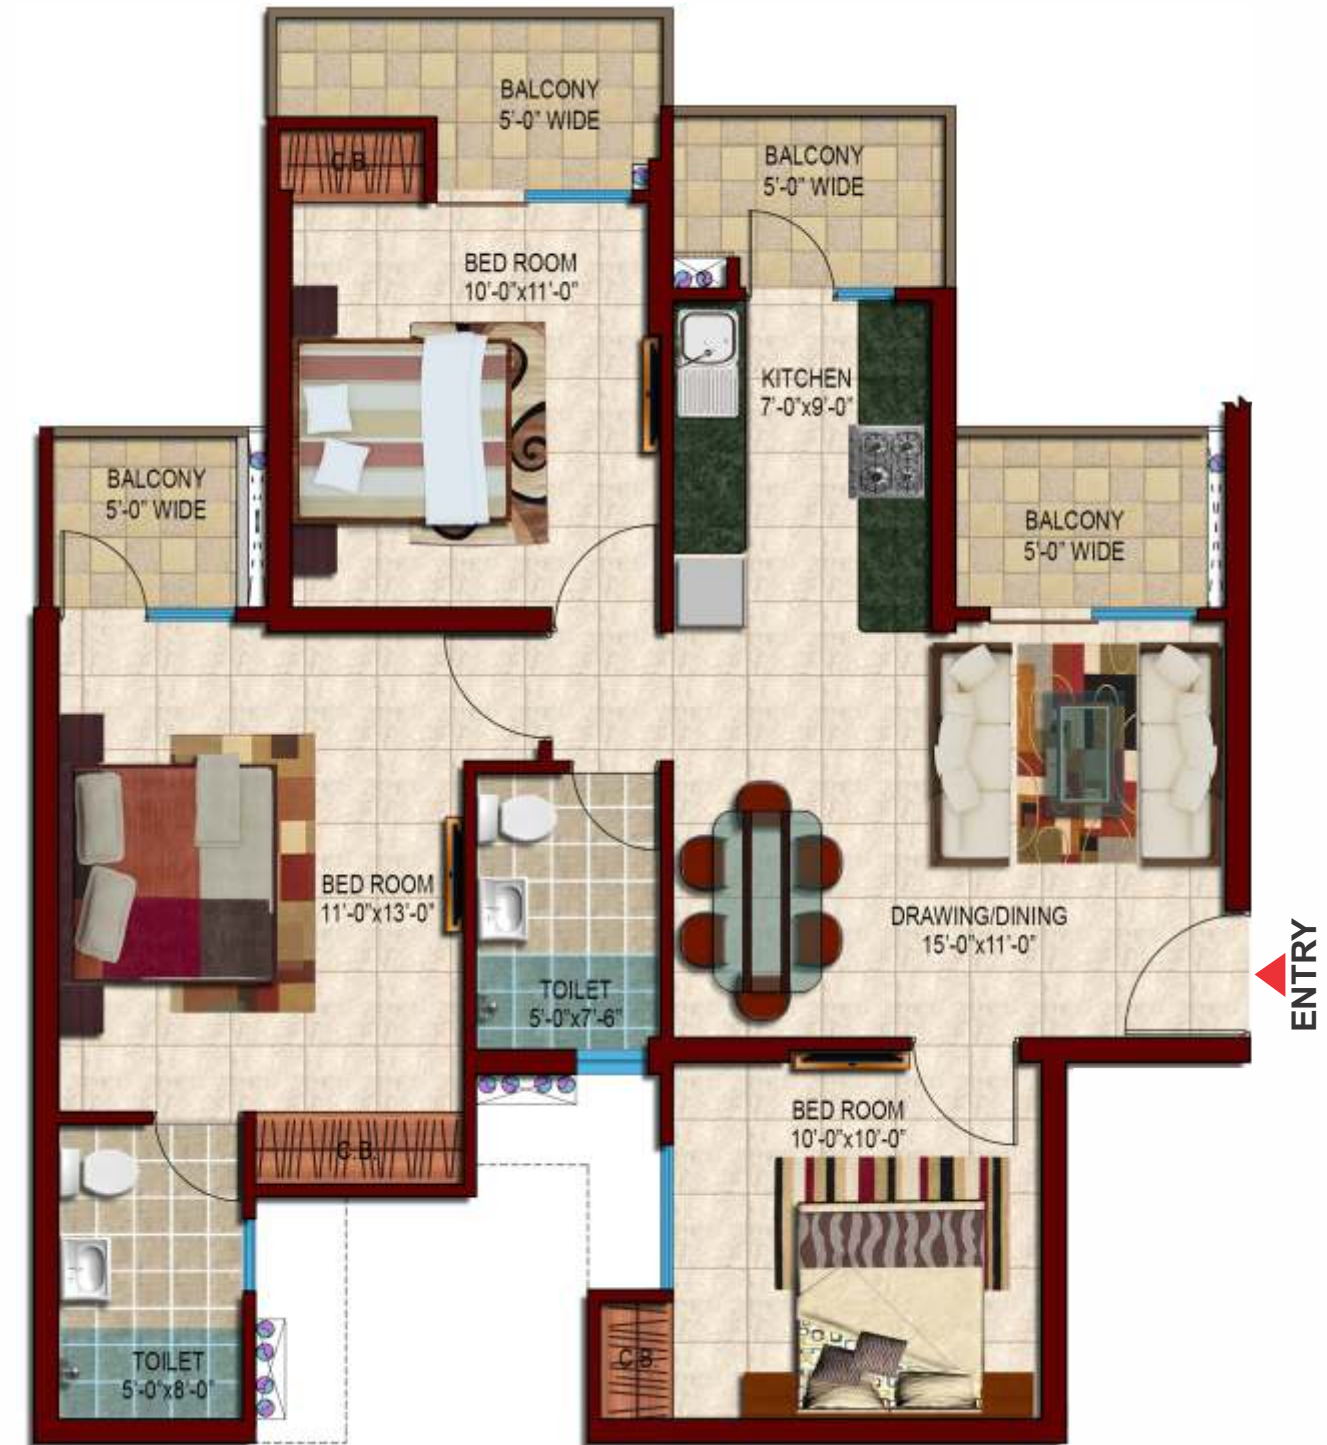 BALCONY
5'-0" WIDE
BALCONY
5'-0" WIDE
C.B.
BED ROOM
10'-0"x11'-0"
KITCHEN
7'-0"x9'-0"
BALCONY
5'-0" WIDE
BALCONY
5'-0" WIDE
BED ROOM
11'-0"x13'-0"
DRAWING/DINING
15'-0"x11'-0"
ENTRY
TOILET
5'-0"x7'-6"
BED ROOM
10'-0"x10'-0"
C.B.
TOILET
5'-0"x8'-0"
C.B.